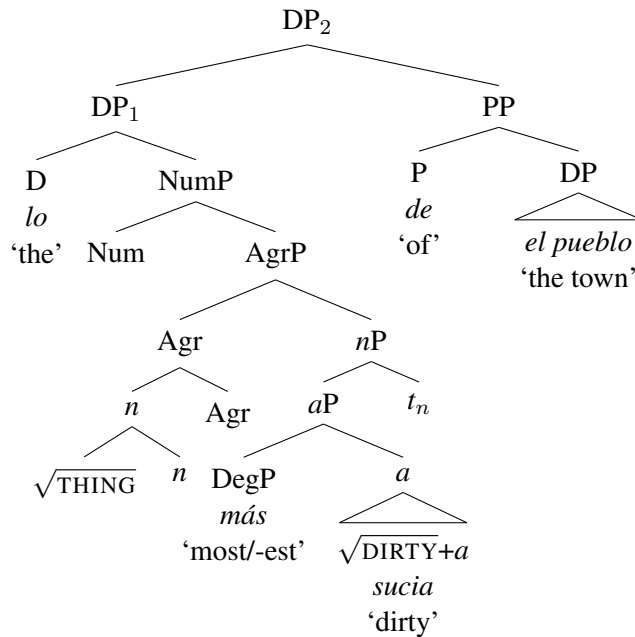 DP₂
DP₁ PP
D NumP P DP
lo de
‘the’ Num AgrP ‘of’ el pueblo
‘the town’
Agr nP
n Agr aP tₙ
√THING n DegP a
más
‘most/-est’ √DIRTY+a
sucia
‘dirty’